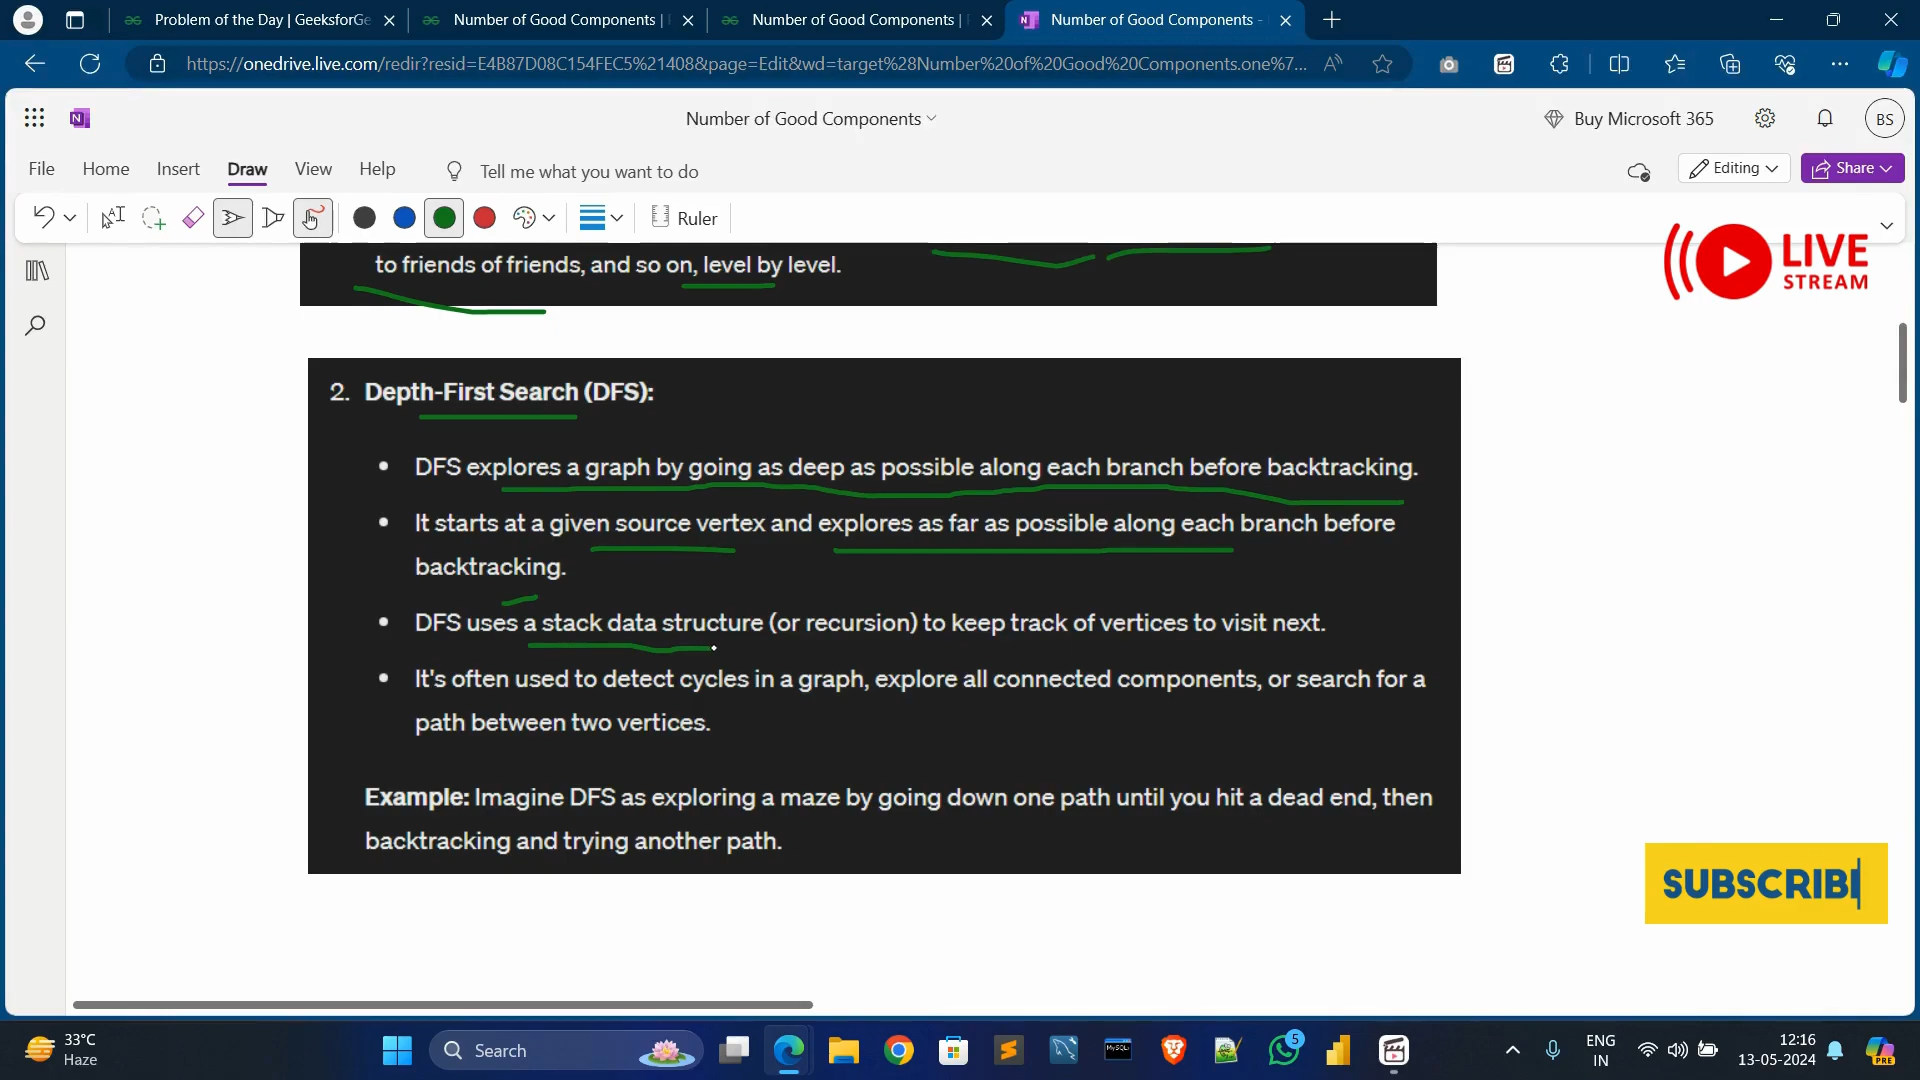 Problem of the Day | GeeksforGe
Number of Good Components |
Number of Good Components |
Number of Good Components -
https://onedrive.live.com/redir?resid=E4B87D08C154FEC5%21408&page=Edit&wd=target%28Number%20of%20Good%20Components.one%7...
Number of Good Components
Buy Microsoft 365
BS
File Home Insert Draw View Help
Tell me what you want to do
Editing
Share
Ruler
LIVE
STREAM
to friends of friends, and so on, level by level.
2. Depth-First Search (DFS):
• DFS explores a graph by going as deep as possible along each branch before backtracking.
• It starts at a given source vertex and explores as far as possible along each branch before
backtracking.
• DFS uses a stack data structure (or recursion) to keep track of vertices to visit next.
• It's often used to detect cycles in a graph, explore all connected components, or search for a
path between two vertices.
Example: Imagine DFS as exploring a maze by going down one path until you hit a dead end, then
backtracking and trying another path.
SUBSCRIB
33°C
Haze
Search
MySQL
5
ENG
IN
12:16
13-05-2024
PRE